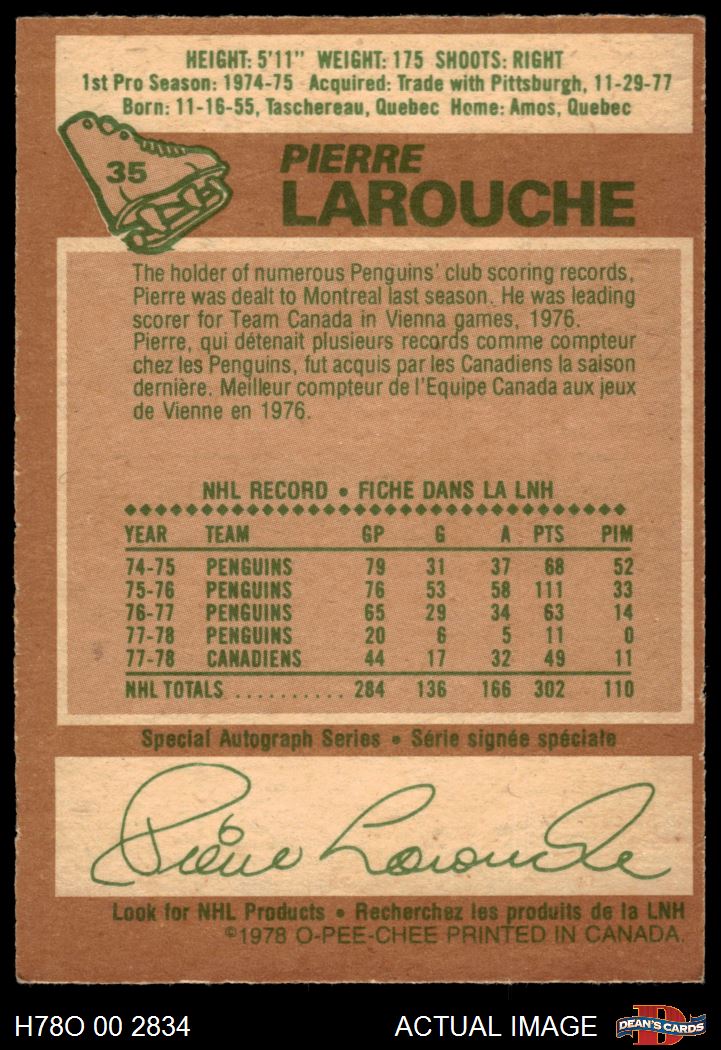 HEIGHT: 5'11" WEIGHT: 175 SHOOTS: RIGHT
1st Pro Season: 1974-75 Acquired: Trade with Pittsburgh, 11-29-77
Born: 11-16-55, Taschereau, Quebec Home: Amos, Quebec
35
PIERRE
LAROUCHE
The holder of numerous Penguins' club scoring records,
Pierre was dealt to Montreal last season. He was leading
scorer for Team Canada in Vienna games, 1976.
Pierre, qui détenait plusieurs records comme compteur
chez les Penguins, fut acquis par les Canadiens la saison
dernière. Meilleur compteur de l'Equipe Canada aux jeux
de Vienne en 1976.
NHL RECORD • FICHE DANS LA LNH
YEAR TEAM GP G A PTS PIM
74-75 PENGUINS 79 31 37 68 52
75-76 PENGUINS 76 53 58 111 33
76-77 PENGUINS 65 29 34 63 14
77-78 PENGUINS 20 6 5 11 0
77-78 CANADIENS 44 17 32 49 11
NHL TOTALS .......... 284 136 166 302 110
Special Autograph Series • Série signée spéciale
Pierre Larouche
Look for NHL Products • Recherchez les produits de la LNH
©1978 O-PEE-CHEE PRINTED IN CANADA.
H78O 00 2834 ACTUAL IMAGE D DEAN'S CARDS